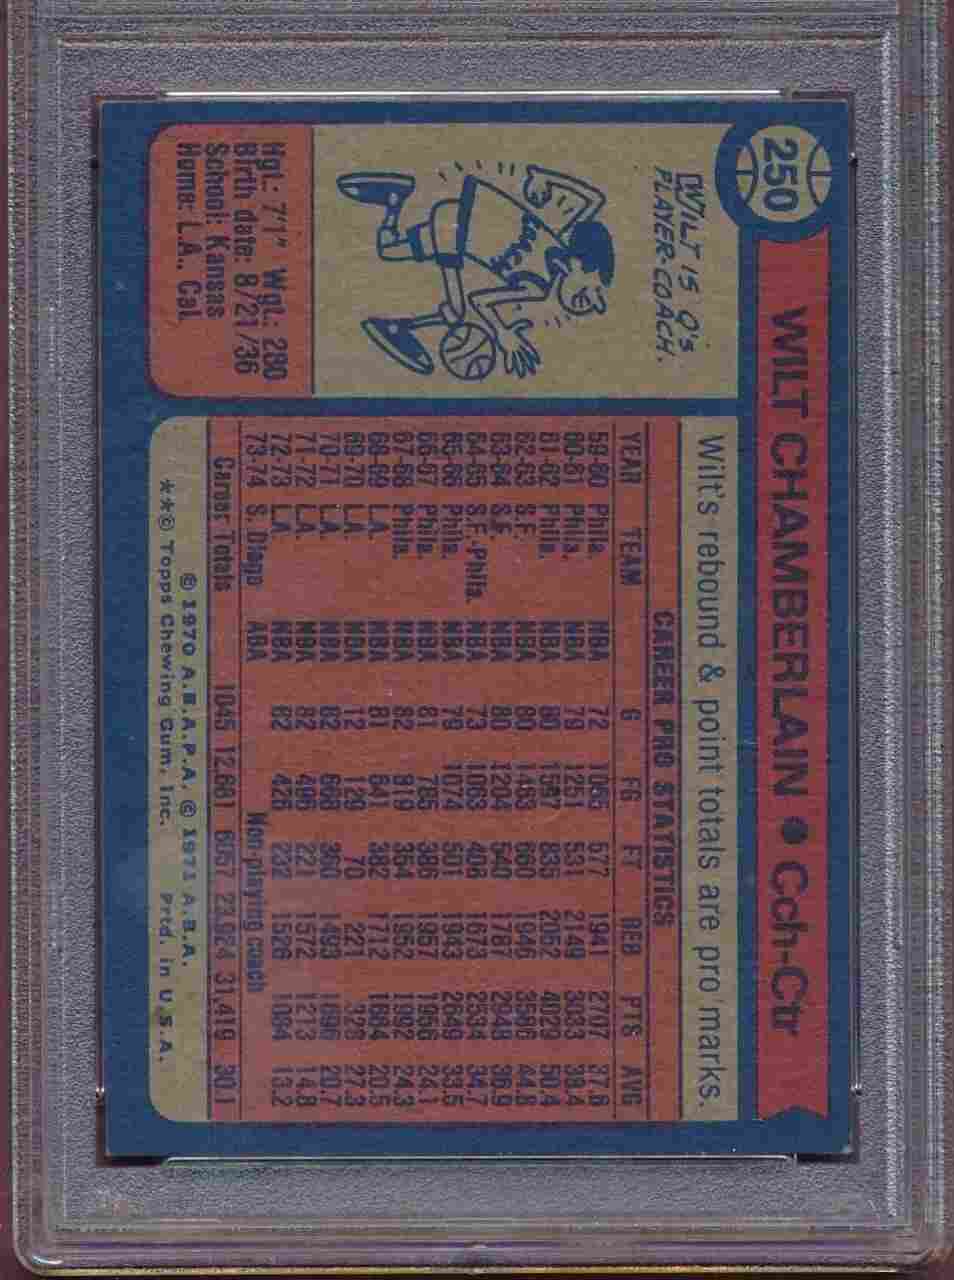 250
WILT CHAMBERLAIN • Cch-Ctr
WILT IS Q's
PLAYER-COACH.
Hgt.: 7'1" Wgt.: 280
Birth date: 8/21/36
School: Kansas
Home: L.A. Cal.
Wilt's rebound & point totals are pro marks.
CAREER PRO STATISTICS
YEAR TEAM G FG FT REB PTS AVG
59-60 Phila. NBA 72 1065 577 1941 2707 37.6
60-61 Phila. NBA 79 1251 531 2149 3033 38.4
61-62 Phila. NBA 80 1597 835 2052 4029 50.4
62-63 S.F. NBA 80 1463 660 1946 3586 44.8
63-64 S.F. NBA 80 1204 540 1787 2948 36.9
64-65 S.F.,Phila. NBA 73 1063 408 1673 2534 34.7
65-66 Phila. NBA 79 1074 501 1943 2649 33.5
66-67 Phila. NBA 81 785 386 1957 1956 24.1
67-68 Phila. NBA 82 819 354 1952 1992 24.3
68-69 L.A. NBA 81 641 382 1712 1664 20.5
69-70 L.A. NBA 12 129 70 221 328 27.3
70-71 L.A. NBA 82 668 360 1493 1696 20.7
71-72 L.A. NBA 82 496 221 1572 1213 14.8
72-73 L.A. NBA 82 426 232 1526 1084 13.2
73-74 S. Diego ABA Non-playing coach
Career Totals 1045 12,681 6057 23,924 31,419 30.1
© 1970 A.B.A.P.A. © 1971 A.B.A.
**© Topps Chewing Gum, Inc. Prtd. in U.S.A.